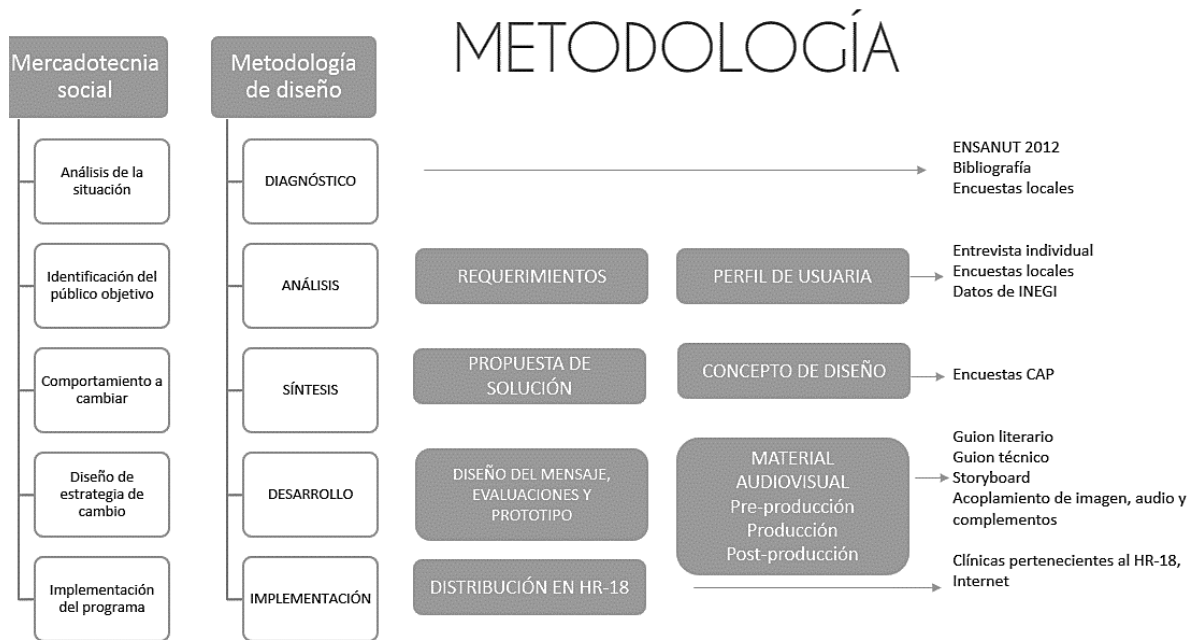 METODOLOGÍA
Mercadotecnia
social
Metodología
de diseño
Análisis de la
situación
DIAGNÓSTICO
ENSANUT 2012
Bibliografía
Encuestas locales
Identificación del
público objetivo
ANÁLISIS
REQUERIMIENTOS
PERFIL DE USUARIA
Entrevista individual
Encuestas locales
Datos de INEGI
Comportamiento a
cambiar
SÍNTESIS
PROPUESTA DE
SOLUCIÓN
CONCEPTO DE DISEÑO
Encuestas CAP
Diseño de
estrategia de
cambio
DESARROLLO
DISEÑO DEL MENSAJE,
EVALUACIONES Y
PROTOTIPO
MATERIAL
AUDIOVISUAL
Pre-producción
Producción
Post-producción
Guion literario
Guion técnico
Storyboard
Acoplamiento de imagen, audio y
complementos
Implementación
del programa
IMPLEMENTACIÓN
DISTRIBUCIÓN EN HR-18
Clínicas pertenecientes al HR-18,
Internet